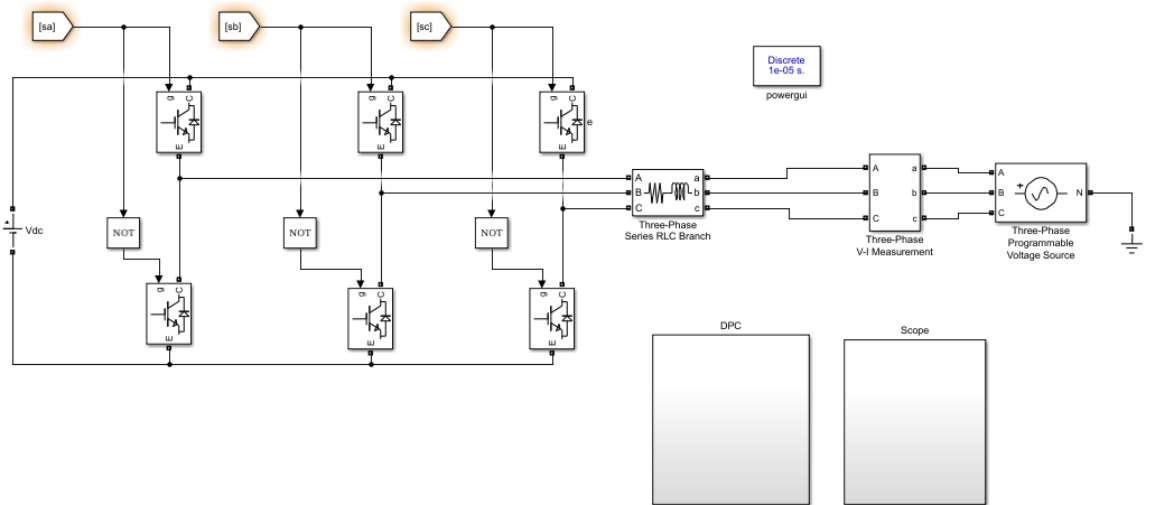 [sa]
[sb]
[sc]
Discrete
1e-05 s.
powergui
g
C
E
g
C
E
g
C
E
e
A
B
C
a
b
c
Three-Phase
Series RLC Branch
A
B
C
a
b
c
Three-Phase
V-I Measurement
A
B
C
N
Three-Phase
Programmable
Voltage Source
+
Vdc
NOT
NOT
NOT
g
C
E
g
C
E
g
C
E
DPC
Scope